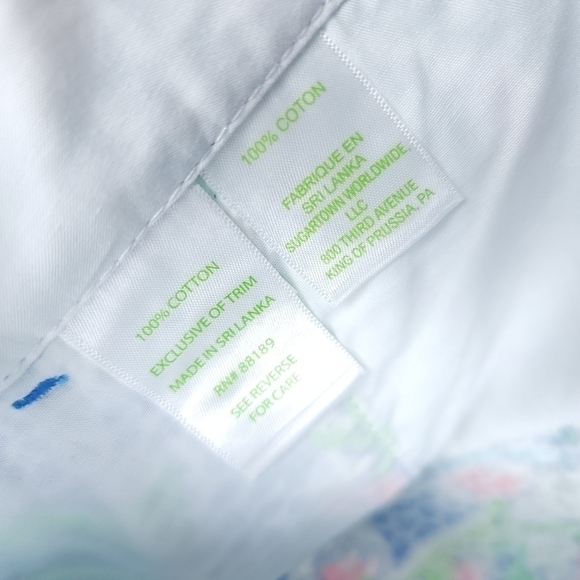 100% COTON
FABRIQUE EN
SRI LANKA
SUGARTOWN WORLDWIDE
LLC
800 THIRD AVENUE
KING OF PRUSSIA, PA
100% COTTON
EXCLUSIVE OF TRIM
MADE IN SRI LANKA
RN# 88189
SEE REVERSE
FOR CARE